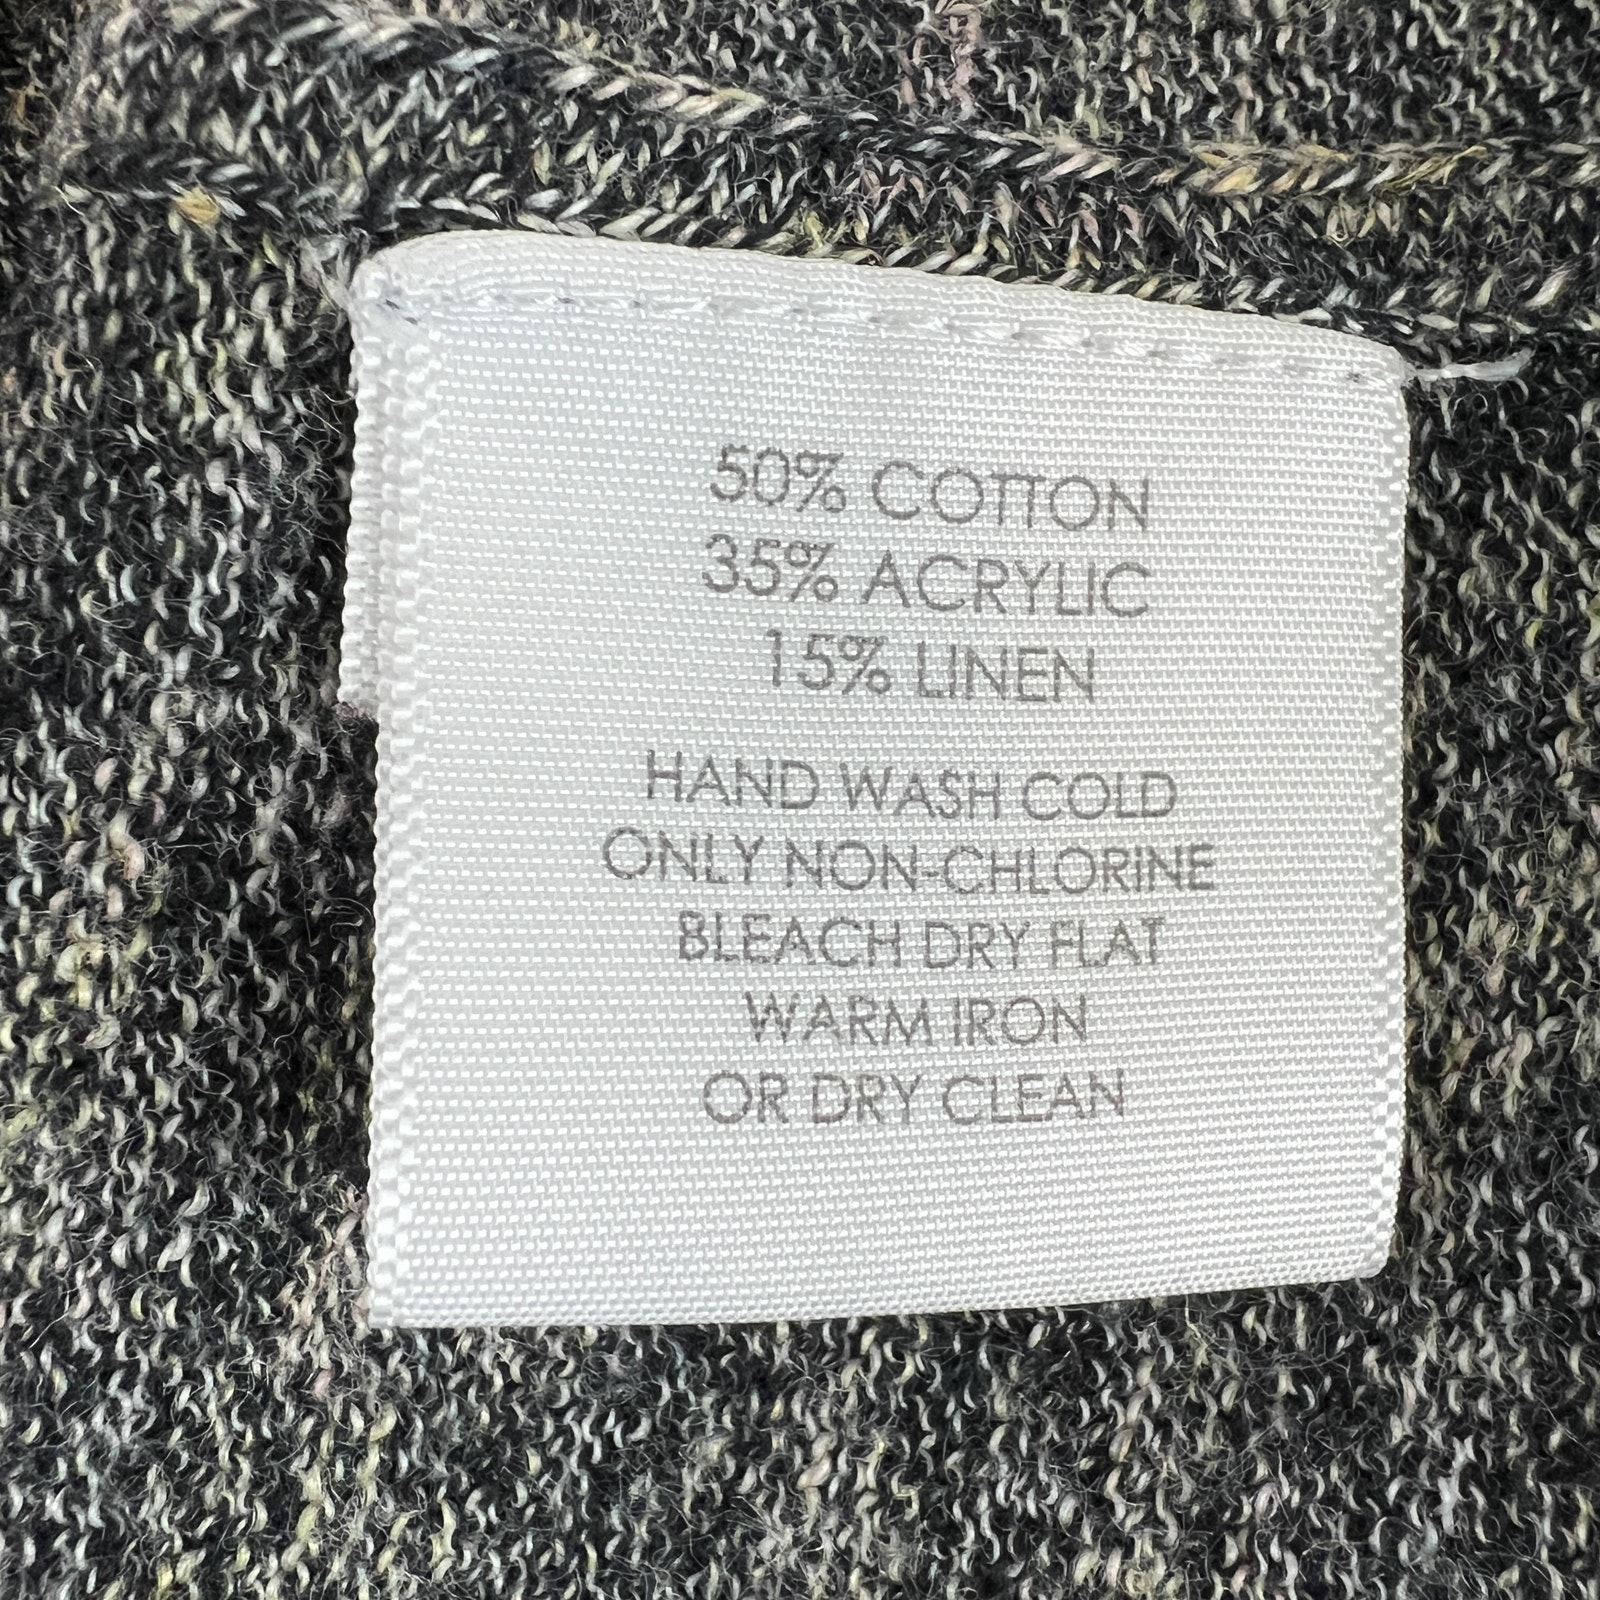 50% COTTON
35% ACRYLIC
15% LINEN
HAND WASH COLD
ONLY NON-CHLORINE
BLEACH DRY FLAT
WARM IRON
OR DRY CLEAN